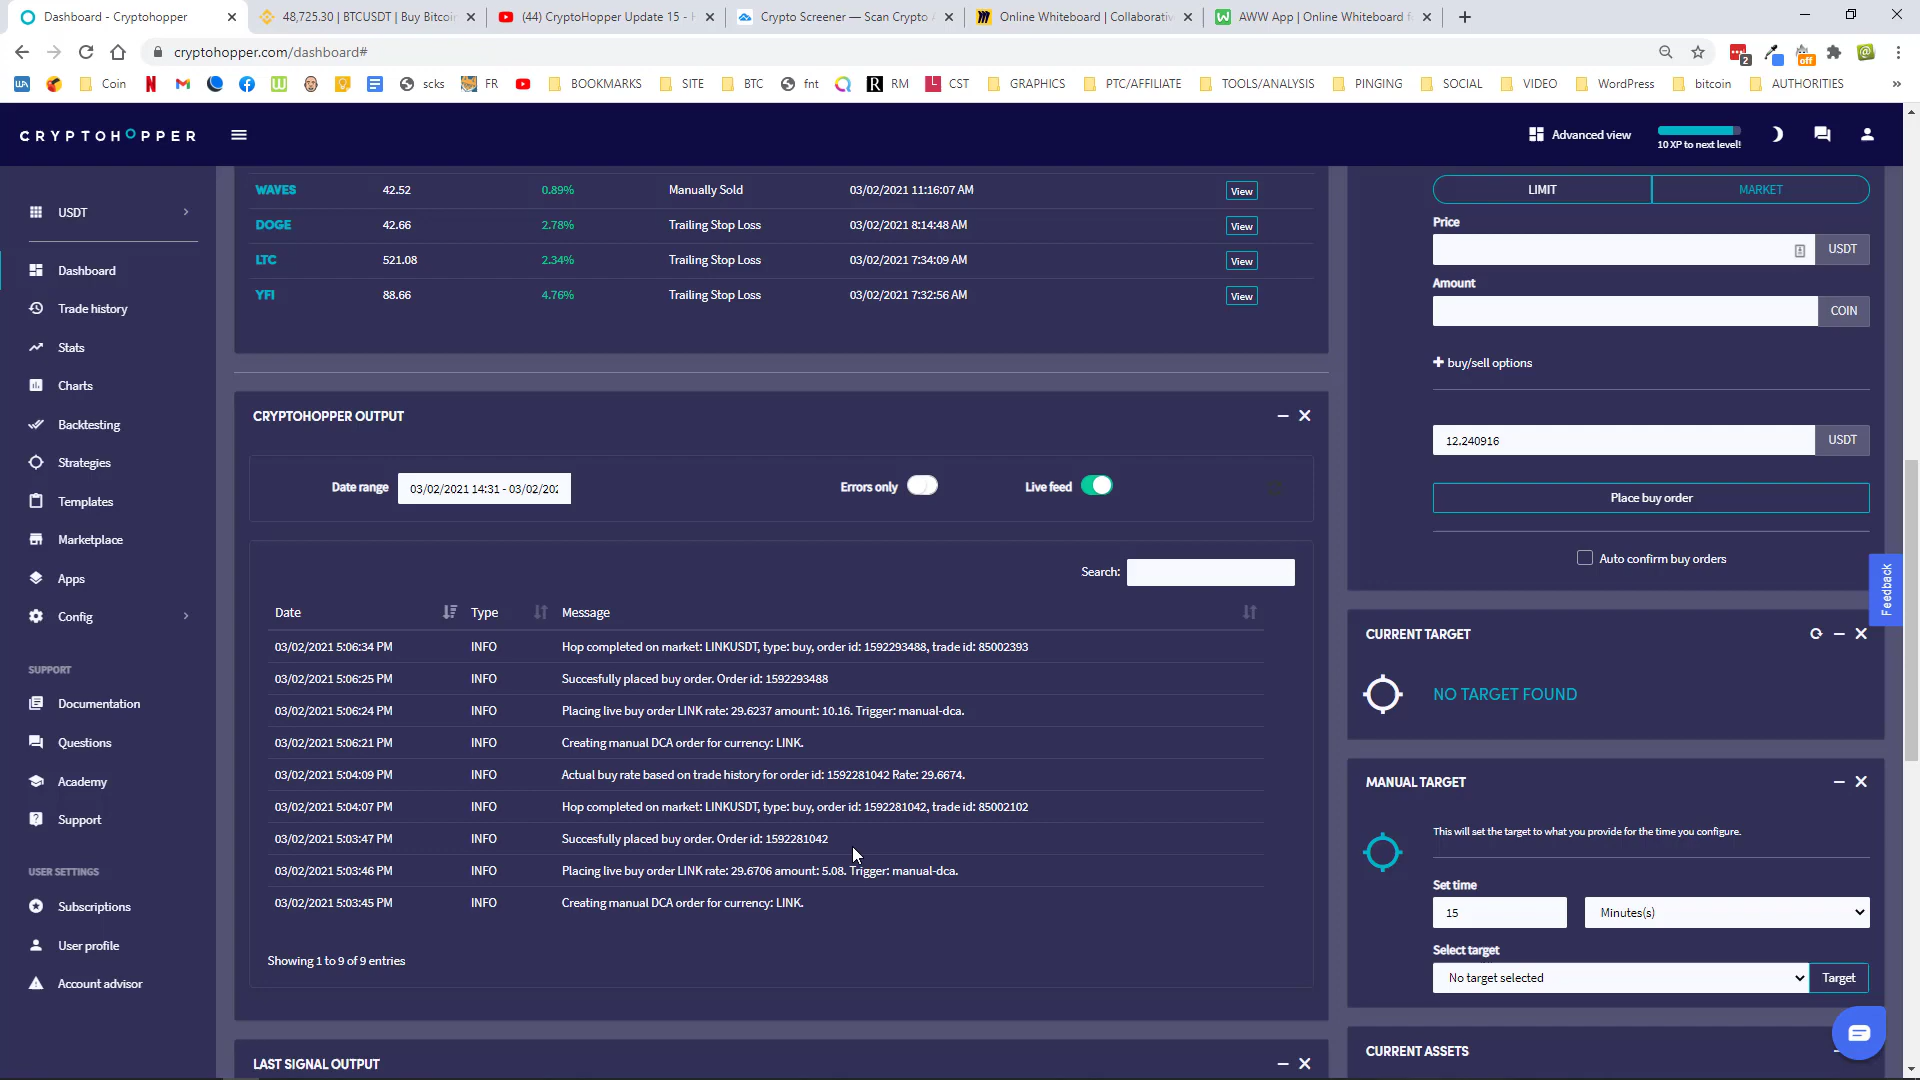 Dashboard - Cryptohopper
48,725.30 | BTCUSDT | Buy Bitcoin
(44) CryptoHopper Update 15 - H
Crypto Screener — Scan Crypto A
Online Whiteboard | Collaborativ
AWW App | Online Whiteboard f
cryptohopper.com/dashboard#
2
off
Coin
scks
FR
BOOKMARKS
SITE
BTC
fnt
RM
CST
GRAPHICS
PTC/AFFILIATE
TOOLS/ANALYSIS
PINGING
SOCIAL
VIDEO
WordPress
bitcoin
AUTHORITIES
CRYPTOHOPPER
Advanced view
10 XP to next level!
USDT
Dashboard
Trade history
Stats
Charts
Backtesting
Strategies
Templates
Marketplace
Apps
Config
SUPPORT
Documentation
Questions
Academy
Support
USER SETTINGS
Subscriptions
User profile
Account advisor
WAVES 42.52 0.89% Manually Sold 03/02/2021 11:16:07 AM View
DOGE 42.66 2.78% Trailing Stop Loss 03/02/2021 8:14:48 AM View
LTC 521.08 2.34% Trailing Stop Loss 03/02/2021 7:34:09 AM View
YFI 88.66 4.76% Trailing Stop Loss 03/02/2021 7:32:56 AM View
CRYPTOHOPPER OUTPUT
Date range 03/02/2021 14:31 - 03/02/202 Errors only Live feed
Search:
Date Type Message
03/02/2021 5:06:34 PM INFO Hop completed on market: LINKUSDT, type: buy, order id: 1592293488, trade id: 85002393
03/02/2021 5:06:25 PM INFO Succesfully placed buy order. Order id: 1592293488
03/02/2021 5:06:24 PM INFO Placing live buy order LINK rate: 29.6237 amount: 10.16. Trigger: manual-dca.
03/02/2021 5:06:21 PM INFO Creating manual DCA order for currency: LINK.
03/02/2021 5:04:09 PM INFO Actual buy rate based on trade history for order id: 1592281042 Rate: 29.6674.
03/02/2021 5:04:07 PM INFO Hop completed on market: LINKUSDT, type: buy, order id: 1592281042, trade id: 85002102
03/02/2021 5:03:47 PM INFO Succesfully placed buy order. Order id: 1592281042
03/02/2021 5:03:46 PM INFO Placing live buy order LINK rate: 29.6706 amount: 5.08. Trigger: manual-dca.
03/02/2021 5:03:45 PM INFO Creating manual DCA order for currency: LINK.
Showing 1 to 9 of 9 entries
LAST SIGNAL OUTPUT
LIMIT MARKET
Price
USDT
Amount
COIN
buy/sell options
12.240916 USDT
Place buy order
Auto confirm buy orders
Feedback
CURRENT TARGET
NO TARGET FOUND
MANUAL TARGET
This will set the target to what you provide for the time you configure.
Set time
15 Minutes(s)
Select target
No target selected Target
CURRENT ASSETS